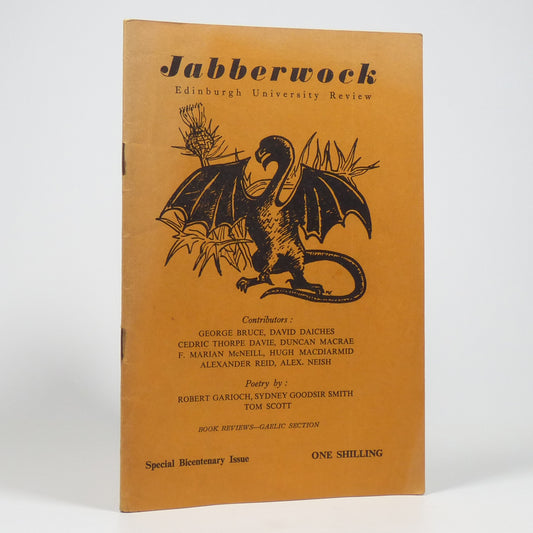 Jabberwock
Edinburgh University Review
Contributors :
GEORGE BRUCE, DAVID DAICHES
CEDRIC THORPE DAVIE, DUNCAN MACRAE
F. MARIAN McNEILL, HUGH MACDIARMID
ALEXANDER REID, ALEX. NEISH
Poetry by :
ROBERT GARIOCH, SYDNEY GOODSIR SMITH
TOM SCOTT
BOOK REVIEWS—GAELIC SECTION
Special Bicentenary Issue ONE SHILLING